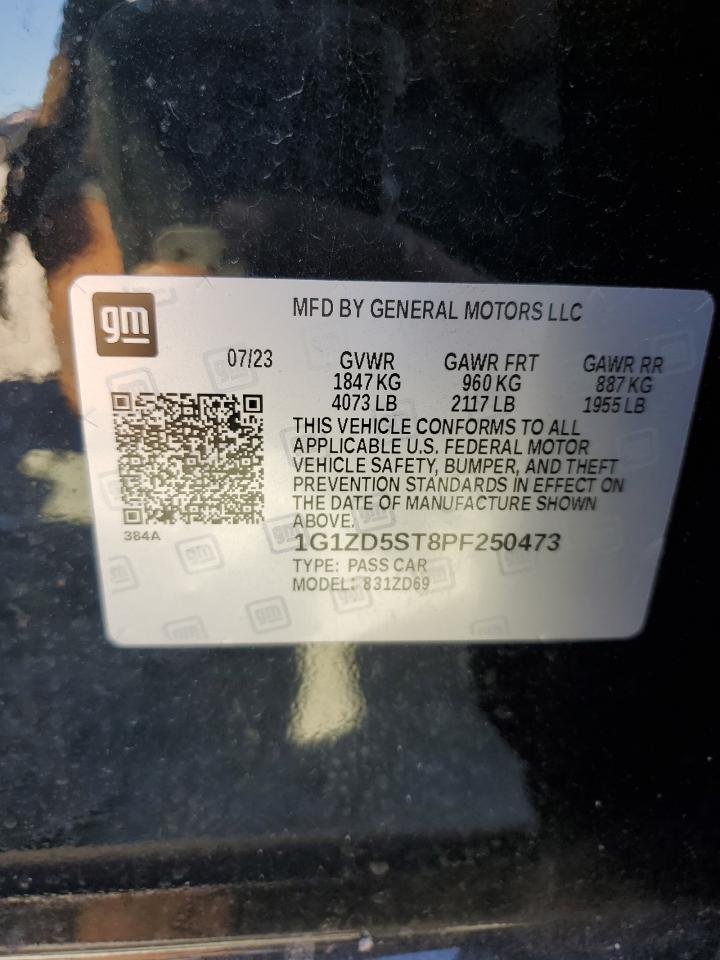 gm
MFD BY GENERAL MOTORS LLC
07/23 GVWR GAWR FRT GAWR RR
1847 KG 960 KG 887 KG
4073 LB 2117 LB 1955 LB
THIS VEHICLE CONFORMS TO ALL
APPLICABLE U.S. FEDERAL MOTOR
VEHICLE SAFETY, BUMPER, AND THEFT
PREVENTION STANDARDS IN EFFECT ON
THE DATE OF MANUFACTURE SHOWN
ABOVE.
384A
1G1ZD5ST8PF250473
TYPE: PASS CAR
MODEL: 831ZD69